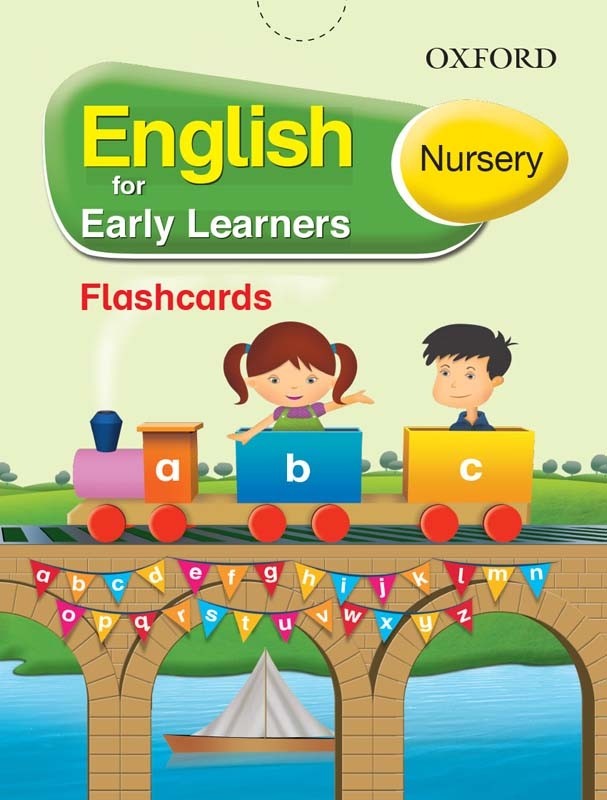 OXFORD
English
for
Early Learners
Nursery
Flashcards
a b c
a b c d e f g h i j k l m n
o p q r s t u v w x y z